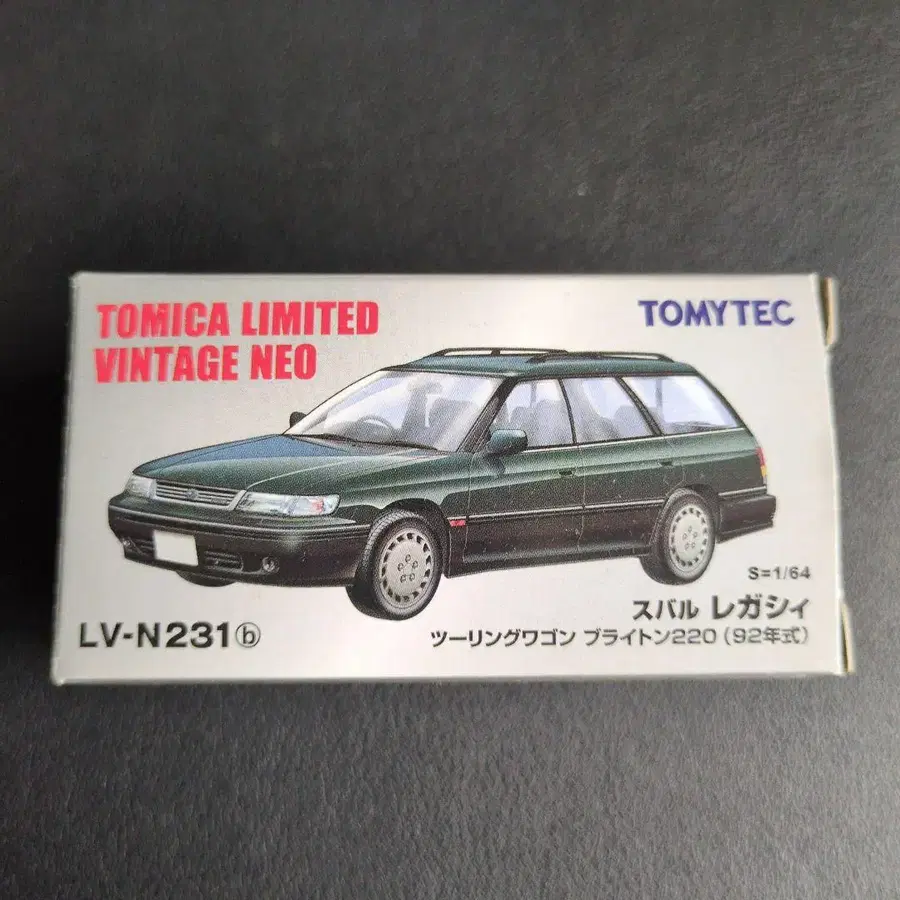 TOMICA LIMITED
VINTAGE NEO
TOMYTEC
S=1/64
スバル レガシィ
LV-N231ⓑ
ツーリングワゴン ブライトン220（92年式）